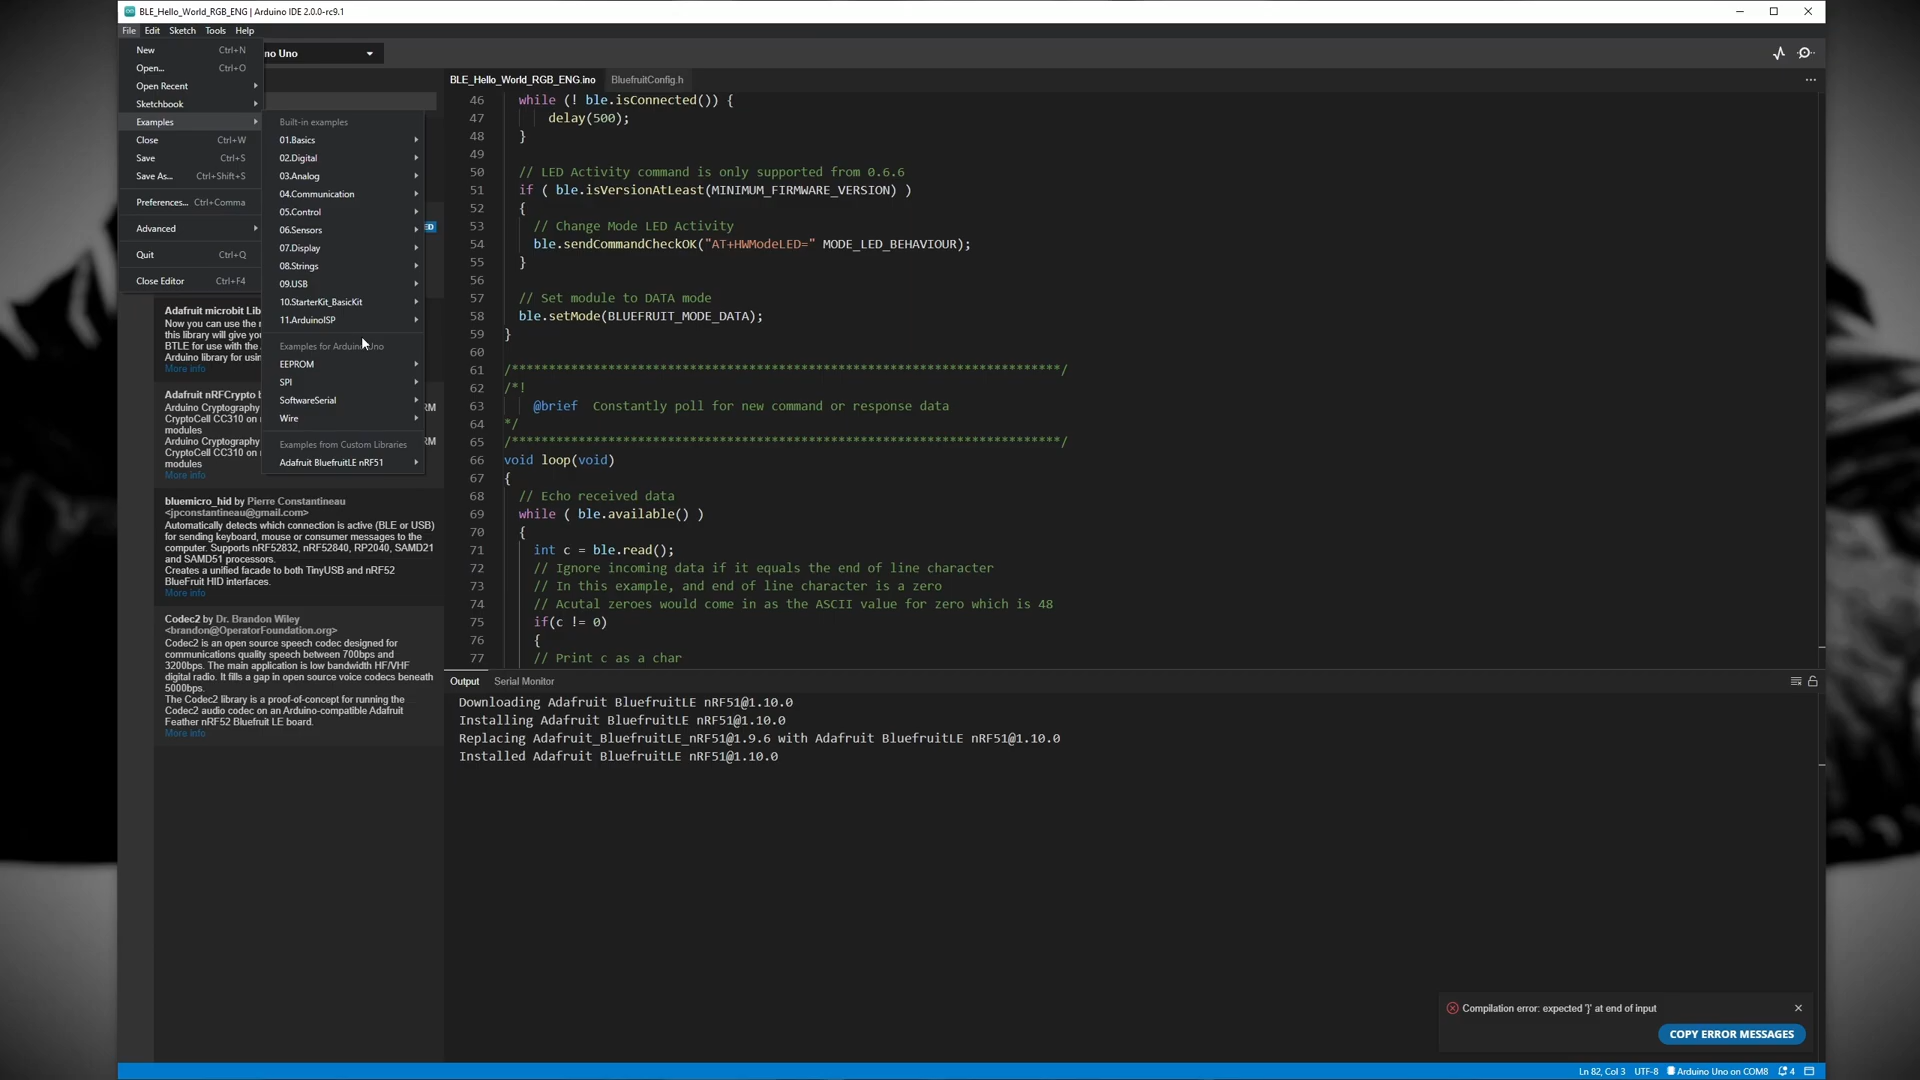 BLE_Hello_World_RGB_ENG | Arduino IDE 2.0.0-rc9.1
File Edit Sketch Tools Help
New Ctrl+N
Open... Ctrl+O
Open Recent
Sketchbook
Examples
Close Ctrl+W
Save Ctrl+S
Save As... Ctrl+Shift+S
Preferences... Ctrl+Comma
Advanced
Quit Ctrl+Q
Close Editor Ctrl+F4
no Uno
Built-in examples
01.Basics
02.Digital
03.Analog
04.Communication
05.Control
06.Sensors
07.Display
08.Strings
09.USB
10.StarterKit_BasicKit
11.ArduinoISP
Examples for Arduino Uno
EEPROM
SPI
SoftwareSerial
Wire
Examples from Custom Libraries
Adafruit BluefruitLE nRF51
ED
Adafruit microbit Lib
Now you can use the
this library will give you
BTLE for use with the
Arduino library for usin
More info
Adafruit nRFCrypto b
Arduino Cryptography RM
CryptoCell CC310 on
modules
Arduino Cryptography RM
CryptoCell CC310 on
modules
More info
bluemicro_hid by Pierre Constantineau
<jpconstantineau@gmail.com>
Automatically detects which connection is active (BLE or USB)
for sending keyboard, mouse or consumer messages to the
computer. Supports nRF52832, nRF52840, RP2040, SAMD21
and SAMD51 processors.
Creates a unified facade to both TinyUSB and nRF52
BlueFruit HID interfaces.
More info
Codec2 by Dr. Brandon Wiley
<brandon@OperatorFoundation.org>
Codec2 is an open source speech codec designed for
communications quality speech between 700bps and
3200bps. The main application is low bandwidth HF/VHF
digital radio. It fills a gap in open source voice codecs beneath
5000bps.
The Codec2 library is a proof-of-concept for running the
Codec2 audio codec on an Arduino-compatible Adafruit
Feather nRF52 Bluefruit LE board.
More info
BLE_Hello_World_RGB_ENG.ino BluefruitConfig.h
46 while (! ble.isConnected()) {
47 delay(500);
48 }
49
50 // LED Activity command is only supported from 0.6.6
51 if ( ble.isVersionAtLeast(MINIMUM_FIRMWARE_VERSION) )
52 {
53 // Change Mode LED Activity
54 ble.sendCommandCheckOK("AT+HWModeLED=" MODE_LED_BEHAVIOUR);
55 }
56
57 // Set module to DATA mode
58 ble.setMode(BLUEFRUIT_MODE_DATA);
59 }
60
61 /**************************************************************************/
62 /*!
63 @brief Constantly poll for new command or response data
64 */
65 /**************************************************************************/
66 void loop(void)
67 {
68 // Echo received data
69 while ( ble.available() )
70 {
71 int c = ble.read();
72 // Ignore incoming data if it equals the end of line character
73 // In this example, and end of line character is a zero
74 // Acutal zeroes would come in as the ASCII value for zero which is 48
75 if(c != 0)
76 {
77 // Print c as a char
Output Serial Monitor
Downloading Adafruit BluefruitLE nRF51@1.10.0
Installing Adafruit BluefruitLE nRF51@1.10.0
Replacing Adafruit_BluefruitLE_nRF51@1.9.6 with Adafruit BluefruitLE nRF51@1.10.0
Installed Adafruit BluefruitLE nRF51@1.10.0
Compilation error: expected '}' at end of input
COPY ERROR MESSAGES
Ln 82, Col 3 UTF-8 Arduino Uno on COM8 4